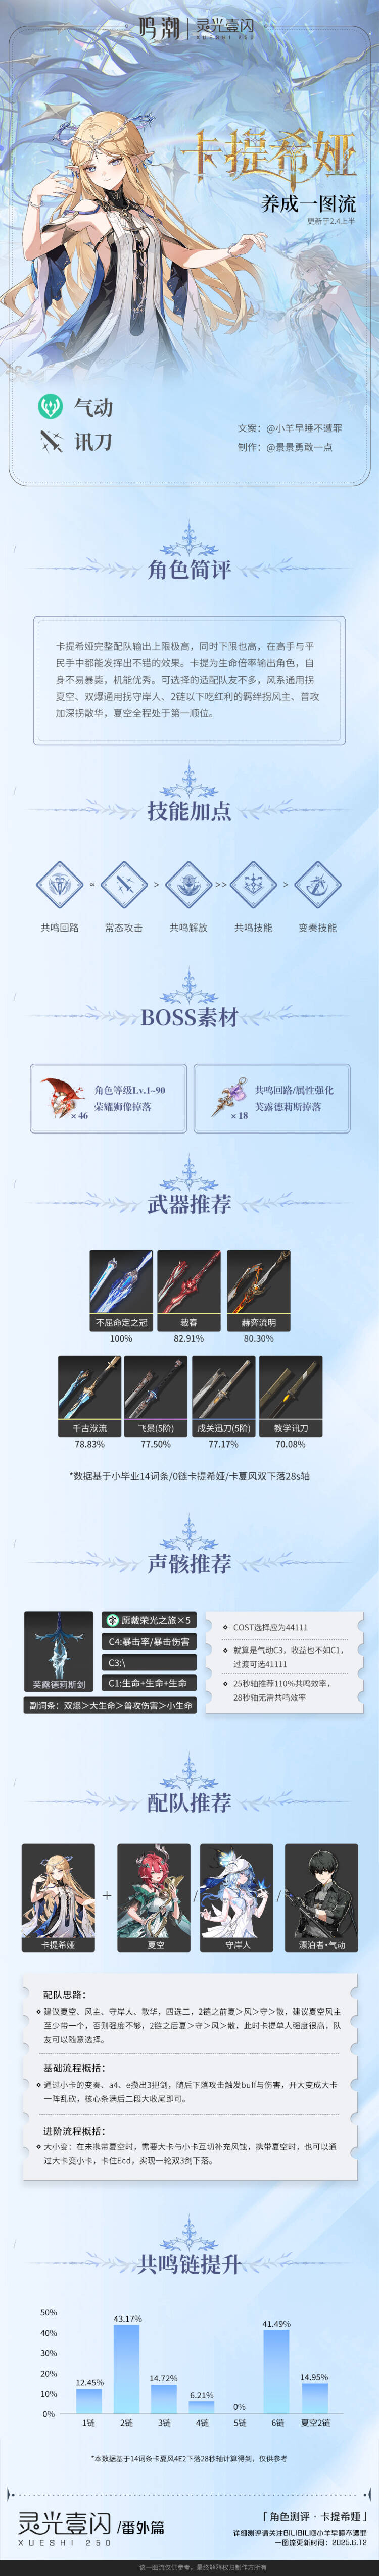 鸣潮 灵光壹闪
XUESHI 250
卡提希娅
养成一图流
更新于2.4上半
气动
讯刀
文案：@小羊早睡不遭罪
制作：@景景勇敢一点
角色简评
卡提希娅完整配队输出上限极高，同时下限也高，在高手与平
民手中都能发挥出不错的效果。卡提为生命倍率输出角色，自
身不易暴毙，机能优秀。可选择的适配队友不多，风系通用拐
夏空、双爆通用拐守岸人、2链以下吃红利的羁绊拐风主、普攻
加深拐散华，夏空全程处于第一顺位。
技能加点
= > >> >
共鸣回路 常态攻击 共鸣解放 共鸣技能 变奏技能
BOSS素材
角色等级Lv.1~90
荣耀狮像掉落
×46
共鸣回路/属性强化
芙露德莉斯掉落
×18
武器推荐
不屈命定之冠 裁春 赫弈流明
100% 82.91% 80.30%
千古洑流 飞景(5阶) 戍关迅刀(5阶) 教学讯刀
78.83% 77.50% 77.17% 70.08%
*数据基于小毕业14词条/0链卡提希娅/卡夏风双下落28s轴
声骸推荐
芙露德莉斯剑
愿戴荣光之旅×5
C4:暴击率/暴击伤害
C3:\
C1:生命+生命+生命
副词条：双爆＞大生命＞普攻伤害＞小生命
COST选择应为44111
就算是气动C3，收益也不如C1，
过渡可选41111
25秒轴推荐110%共鸣效率，
28秒轴无需共鸣效率
配队推荐
+ / /
卡提希娅 夏空 守岸人 漂泊者·气动
配队思路：
建议夏空、风主、守岸人、散华，四选二，2链之前夏＞风＞守＞散，建议夏空风主
至少带一个，否则强度不够，2链之后夏＞守＞风＞散，此时卡提单人强度很高，队
友可以随意选择。
基础流程概括：
通过小卡的变奏、a4、e攒出3把剑，随后下落攻击触发buff与伤害，开大变成大卡
一阵乱砍，核心条满后二段大收尾即可。
进阶流程概括：
大小变：在未携带夏空时，需要大卡与小卡互切补充风蚀，携带夏空时，也可以通
过大卡变小卡，卡住Ecd，实现一轮双3剑下落。
共鸣链提升
50%
40%
30%
20%
10%
0%
12.45% 43.17% 14.72% 6.21% 0% 41.49% 14.95%
1链 2链 3链 4链 5链 6链 夏空2链
*本数据基于14词条卡夏风4E2下落28秒轴计算得到，仅供参考
灵光壹闪/番外篇
XUESHI 250
「角色测评·卡提希娅」
详细测评请关注BILIBILI@小羊早睡不遭罪
一图流更新时间：2025.6.12
该一图流仅供参考，最终解释权归制作方所有